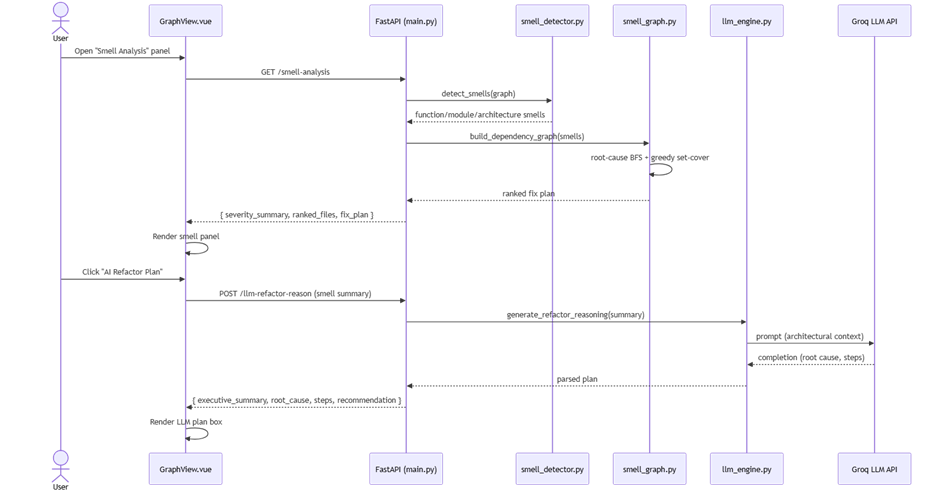 User
GraphView.vue
FastAPI (main.py)
smell_detector.py
smell_graph.py
llm_engine.py
Groq LLM API
Open "Smell Analysis" panel
GET /smell-analysis
detect_smells(graph)
function/module/architecture smells
build_dependency_graph(smells)
root-cause BFS + greedy set-cover
ranked fix plan
{ severity_summary, ranked_files, fix_plan }
Render smell panel
Click "AI Refactor Plan"
POST /llm-refactor-reason (smell summary)
generate_refactor_reasoning(summary)
prompt (architectural context)
completion (root cause, steps)
parsed plan
{ executive_summary, root_cause, steps, recommendation }
Render LLM plan box
User
GraphView.vue
FastAPI (main.py)
smell_detector.py
smell_graph.py
llm_engine.py
Groq LLM API